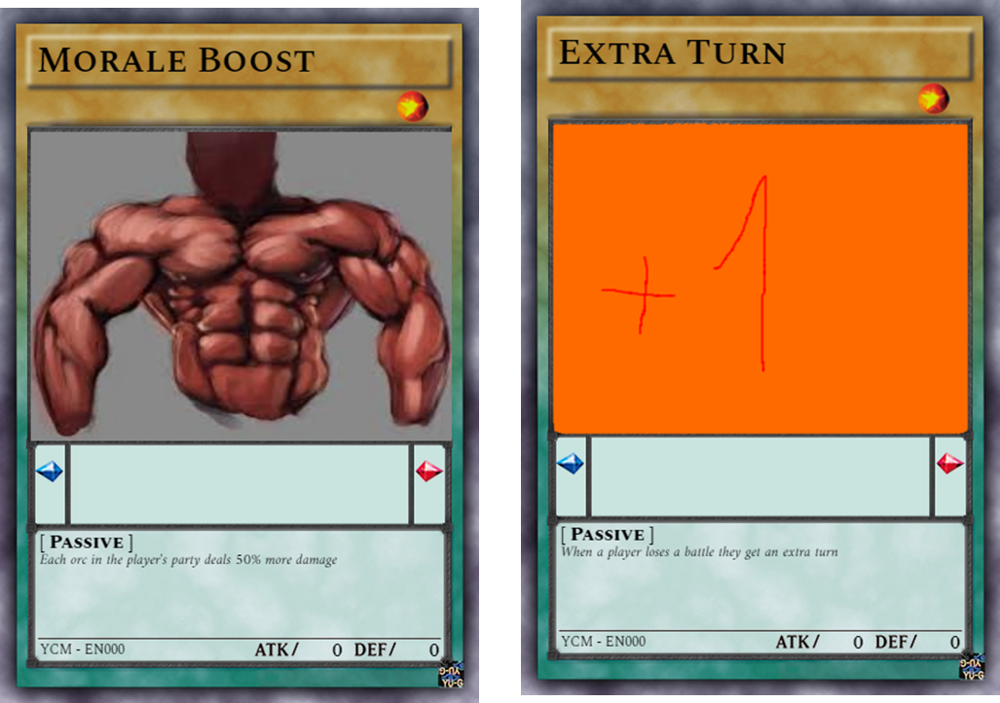 MORALE BOOST
[ PASSIVE ]
Each orc in the player's party deals 50% more damage
YCM - EN000 ATK/ 0 DEF/ 0
EXTRA TURN
+ 1
[ PASSIVE ]
When a player loses a battle they get an extra turn
YCM - EN000 ATK/ 0 DEF/ 0